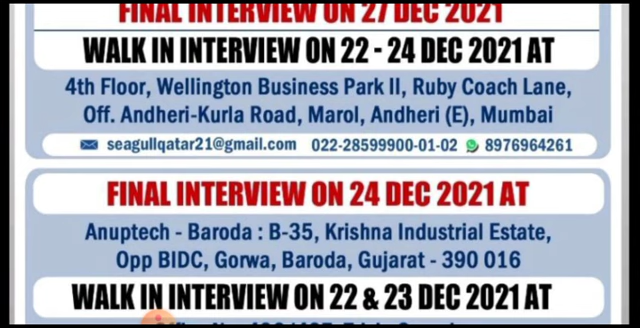 FINAL INTERVIEW ON 27 DEC 2021
WALK IN INTERVIEW ON 22 - 24 DEC 2021 AT
4th Floor, Wellington Business Park II, Ruby Coach Lane,
Off. Andheri-Kurla Road, Marol, Andheri (E), Mumbai
seagullqatar21@gmail.com 022-28599900-01-02 8976964261
FINAL INTERVIEW ON 24 DEC 2021 AT
Anuptech - Baroda : B-35, Krishna Industrial Estate,
Opp BIDC, Gorwa, Baroda, Gujarat - 390 016
WALK IN INTERVIEW ON 22 & 23 DEC 2021 AT